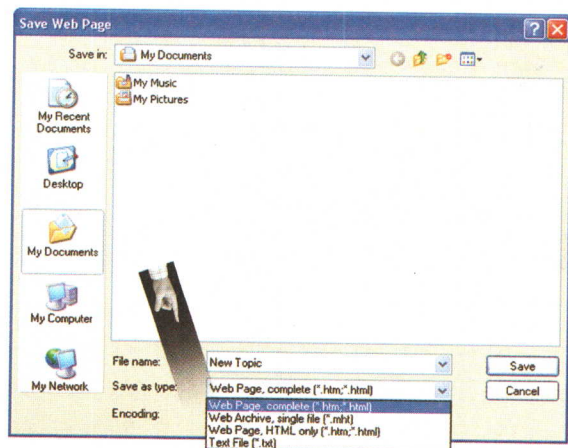 Save Web Page
Save in: My Documents
My Music
My Pictures
My Recent
Documents
Desktop
My Documents
My Computer
My Network
File name: New Topic Save
Save as type: Web Page, complete (*.htm;*.html) Cancel
Encoding: Web Page, complete (*.htm;*.html)
Web Archive, single file (*.mht)
Web Page, HTML only (*.htm;*.html)
Text File (*.txt)